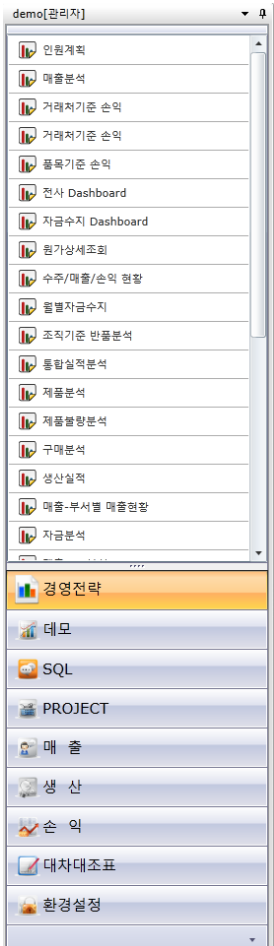 demo[관리자]
인원계획
매출분석
거래처기준 손익
거래처기준 손익
품목기준 손익
전사 Dashboard
자금수지 Dashboard
원가상세조회
수주/매출/손익 현황
월별자금수지
조직기준 반품분석
통합실적분석
제품분석
제품불량분석
구매분석
생산실적
매출-부서별 매출현황
자금분석
경영전략
데모
SQL
PROJECT
매 출
생 산
손 익
대차대조표
환경설정